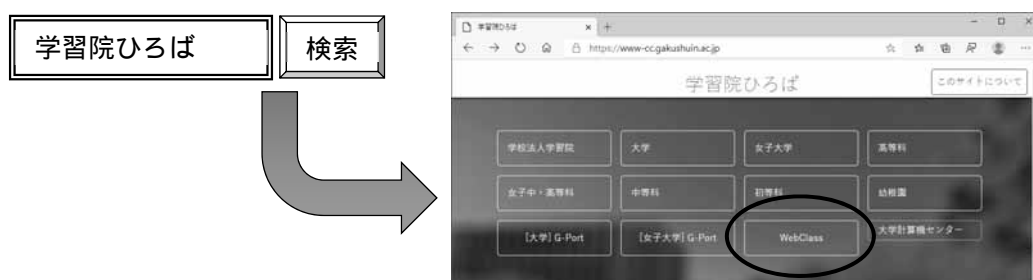 学習院ひろば 検索
学習院ひろば
https://www-cc.gakushuin.ac.jp
学習院ひろば このサイトについて
学校法人学習院 大学 女子大学 高等科
女子中・高等科 中等科 初等科 幼稚園
[大学] G-Port [女子大学] G-Port WebClass 大学計算機センター